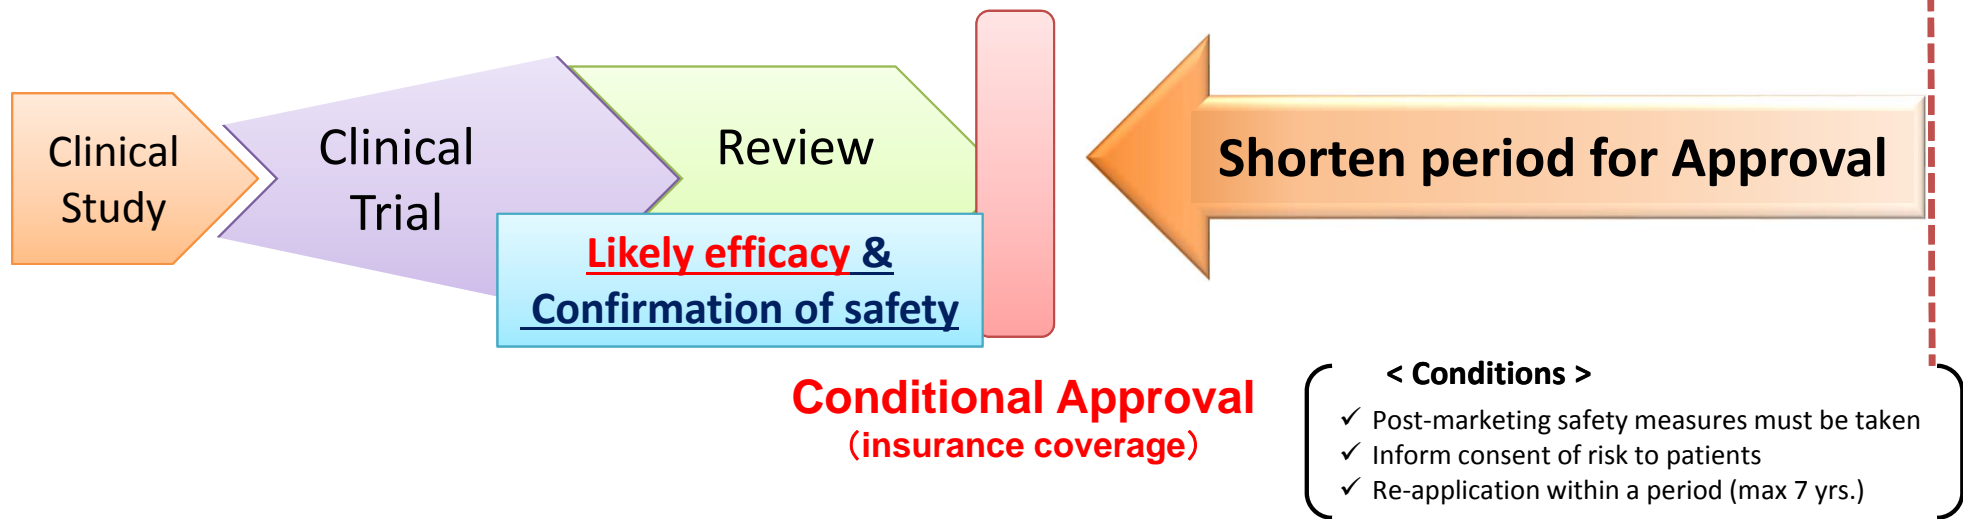 Clinical
Study
Clinical
Trial
Review
Likely efficacy &
Confirmation of safety
Shorten period for Approval
Conditional Approval
（insurance coverage）
< Conditions >
✓ Post-marketing safety measures must be taken
✓ Inform consent of risk to patients
✓ Re-application within a period (max 7 yrs.)